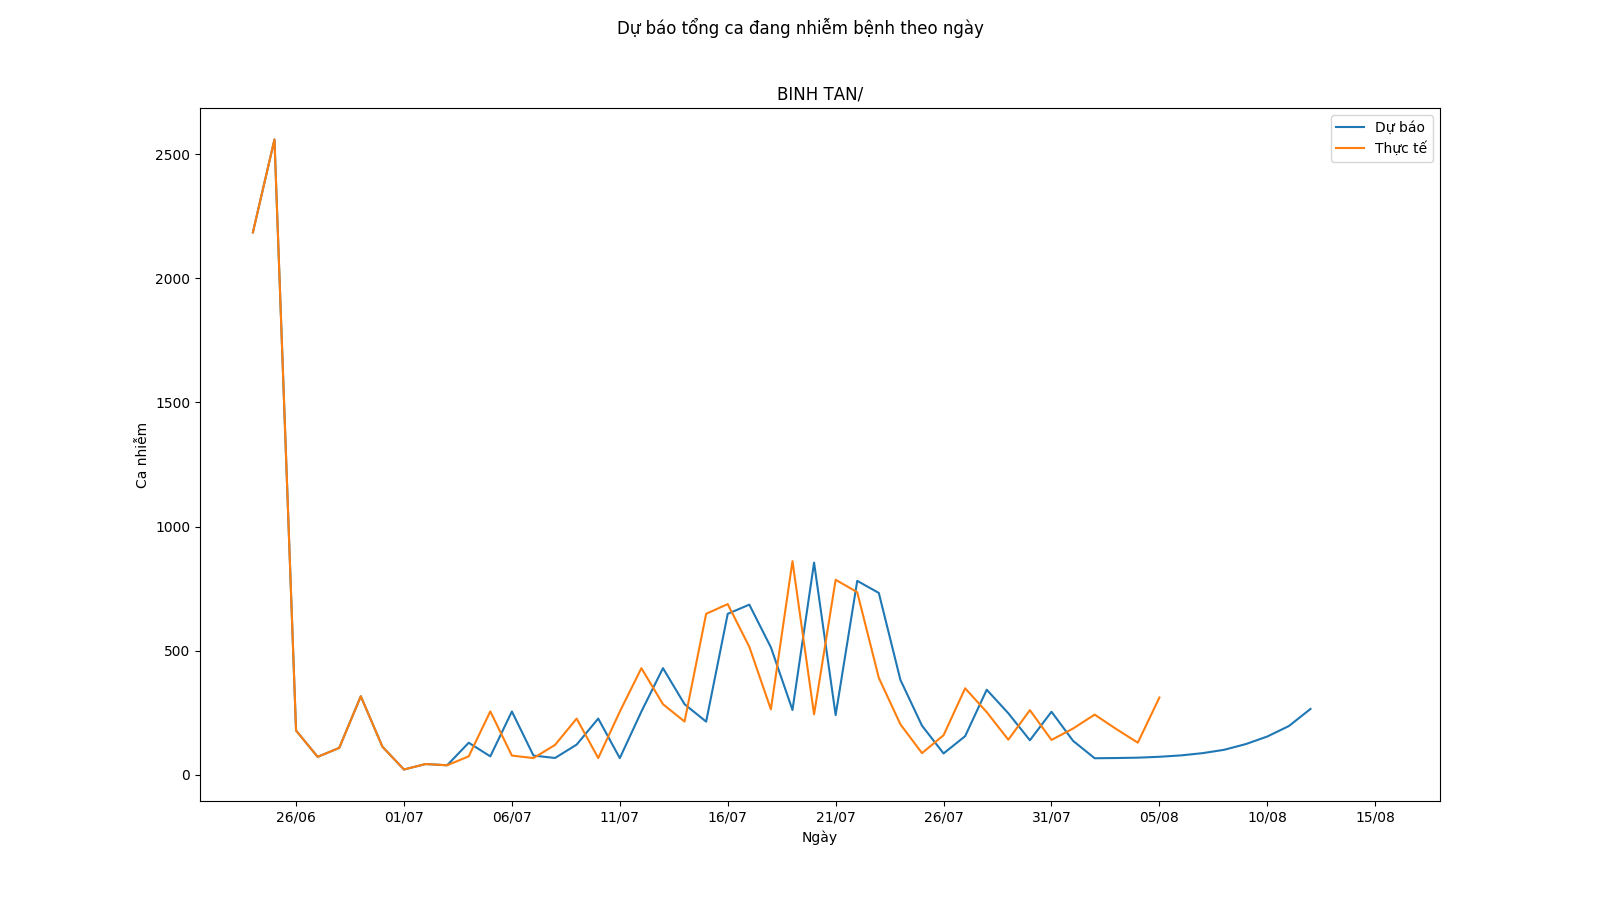 Dự báo tổng ca đang nhiễm bệnh theo ngày
BINH TAN/
Dự báo
Thực tế
2500
2000
1500
1000
500
0
Ca nhiễm
26/06 01/07 06/07 11/07 16/07 21/07 26/07 31/07 05/08 10/08 15/08
Ngày